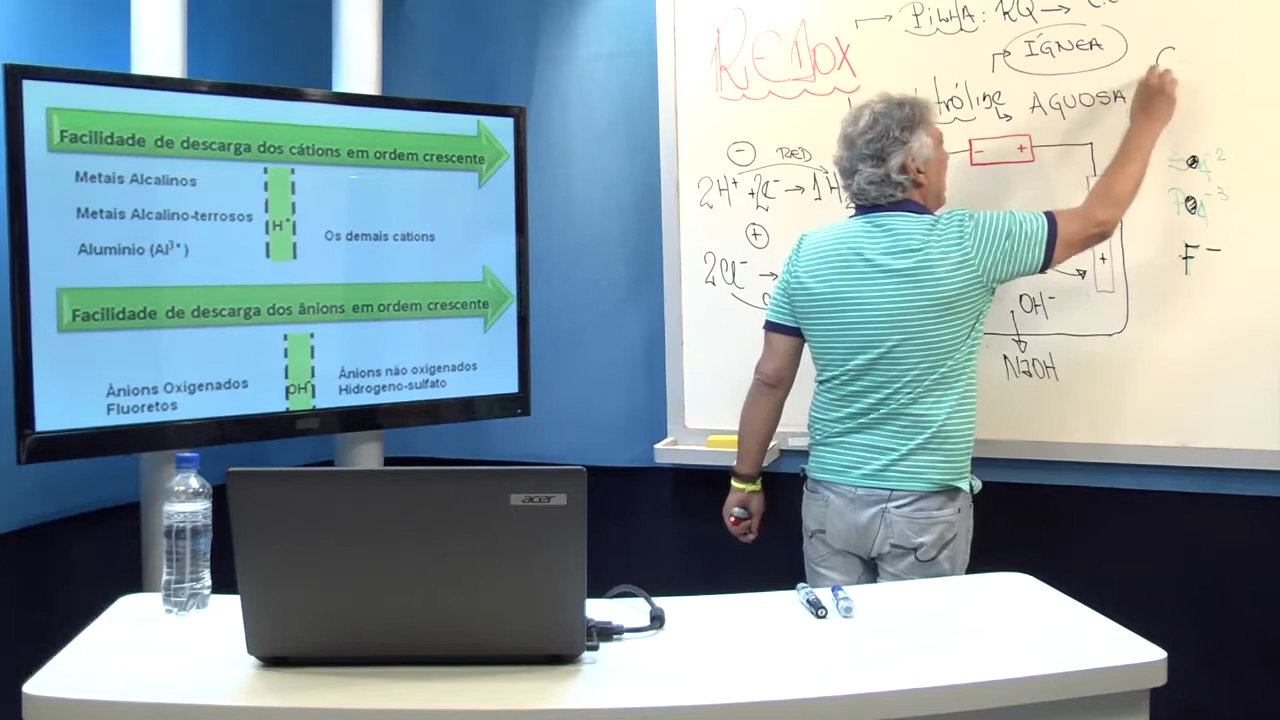 Facilidade de descarga dos cátions em ordem crescente
Metais Alcalinos
Metais Alcalino-terrosos
Aluminio (Al³⁺)
H⁺
Os demais cátions
Facilidade de descarga dos ânions em ordem crescente
Ânions Oxigenados
Fluoretos
OH⁻
Ânions não oxigenados
Hidrogeno-sulfato
acer
REDOX
PILHA: RQ →
ÍGNEA
AQUOSA
- +
- RED
2H⁺ + 2e⁻ → 1H
+
2Cl⁻ →
+
OH⁻
NaOH
F⁻